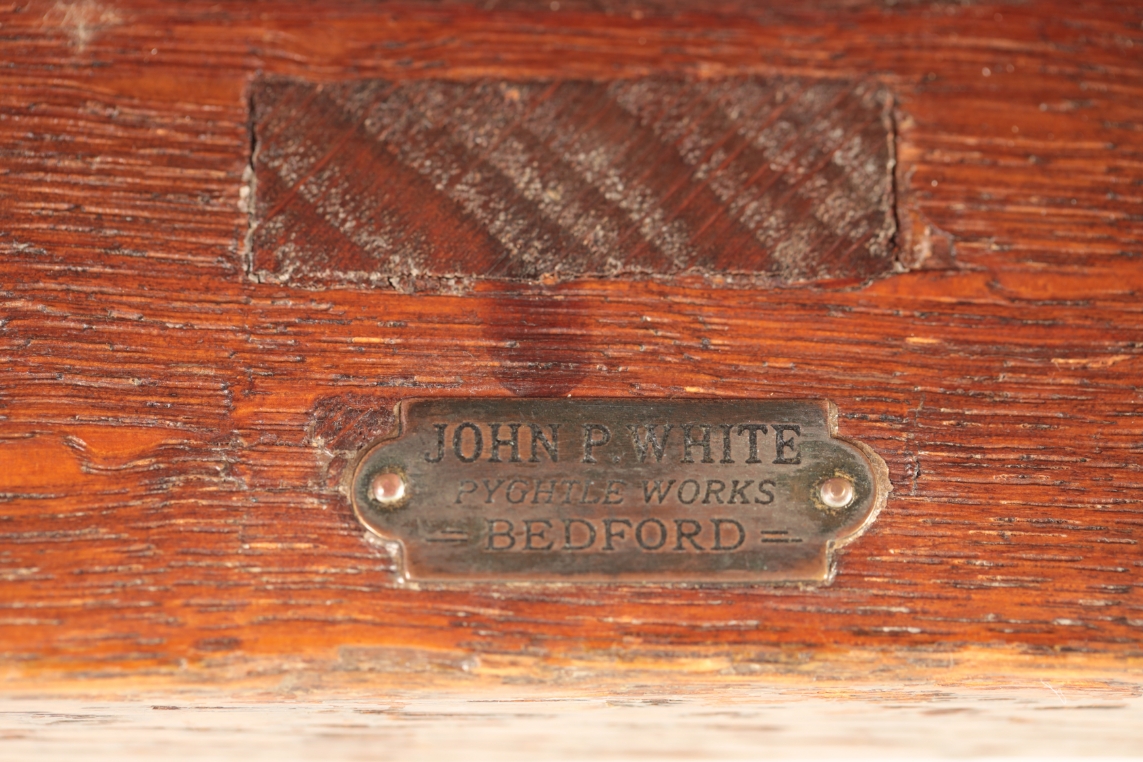 JOHN P. WHITE
PYGHTLE WORKS
= BEDFORD =